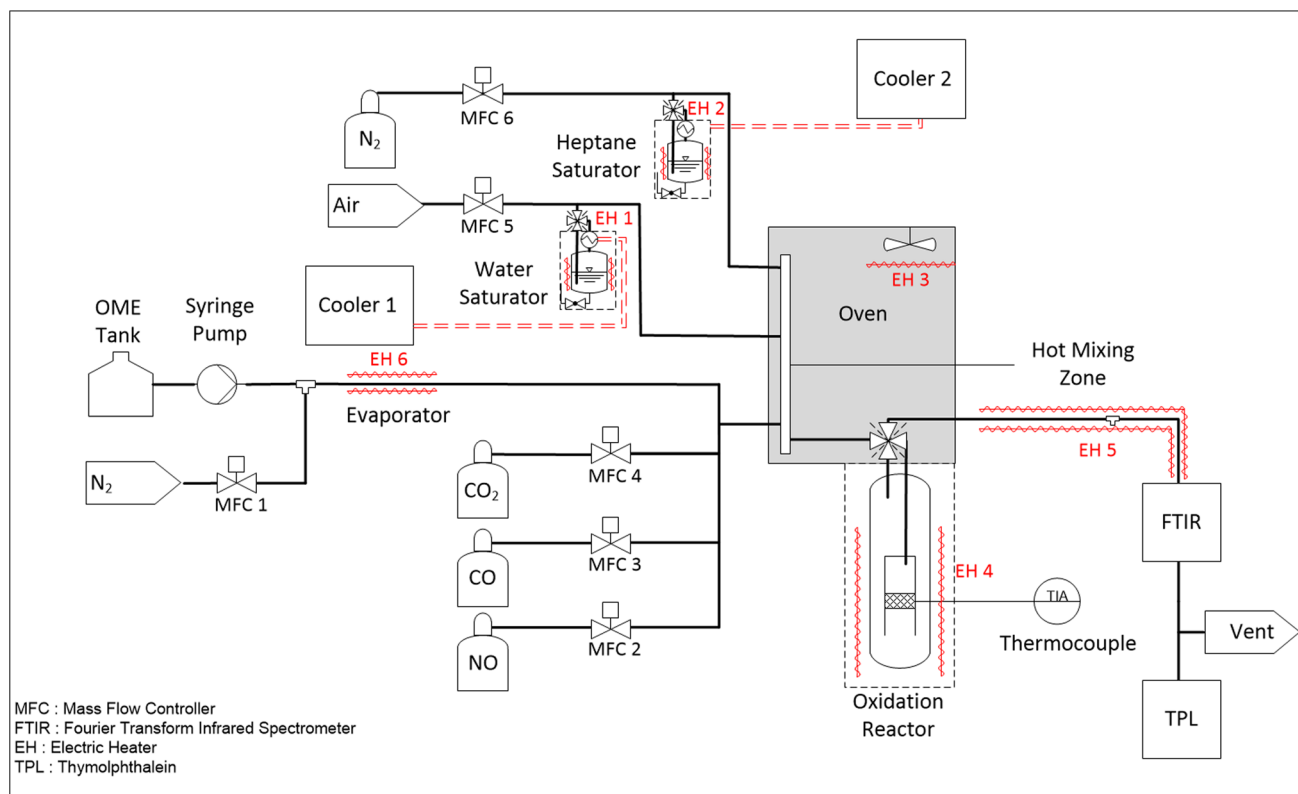 Cooler 2
EH 2
MFC 6
N2
Heptane
Saturator
Air
MFC 5
EH 1
Water
Saturator
EH 3
Cooler 1
Oven
OME
Tank
Syringe
Pump
EH 6
Evaporator
Hot Mixing
Zone
EH 5
N2
MFC 1
CO2
MFC 4
FTIR
CO
MFC 3
EH 4
TIA
Thermocouple
NO
MFC 2
Vent
Oxidation
Reactor
TPL
MFC : Mass Flow Controller
FTIR : Fourier Transform Infrared Spectrometer
EH : Electric Heater
TPL : Thymolphthalein